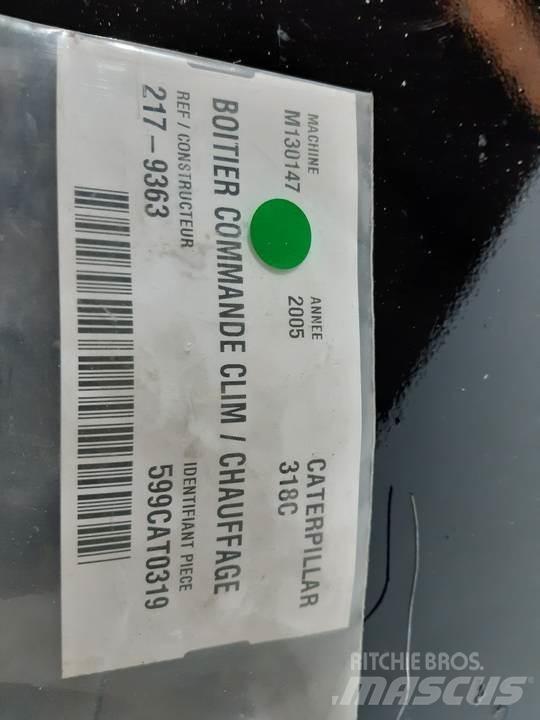 MACHINE
M130147
ANNEE
2005
CATERPILLAR
318C
BOITIER COMMANDE CLIM / CHAUFFAGE
REF / CONSTRUCTEUR
217-9363
IDENTIFIANT PIECE
599CAT0319
RITCHIE BROS.
MASCUS